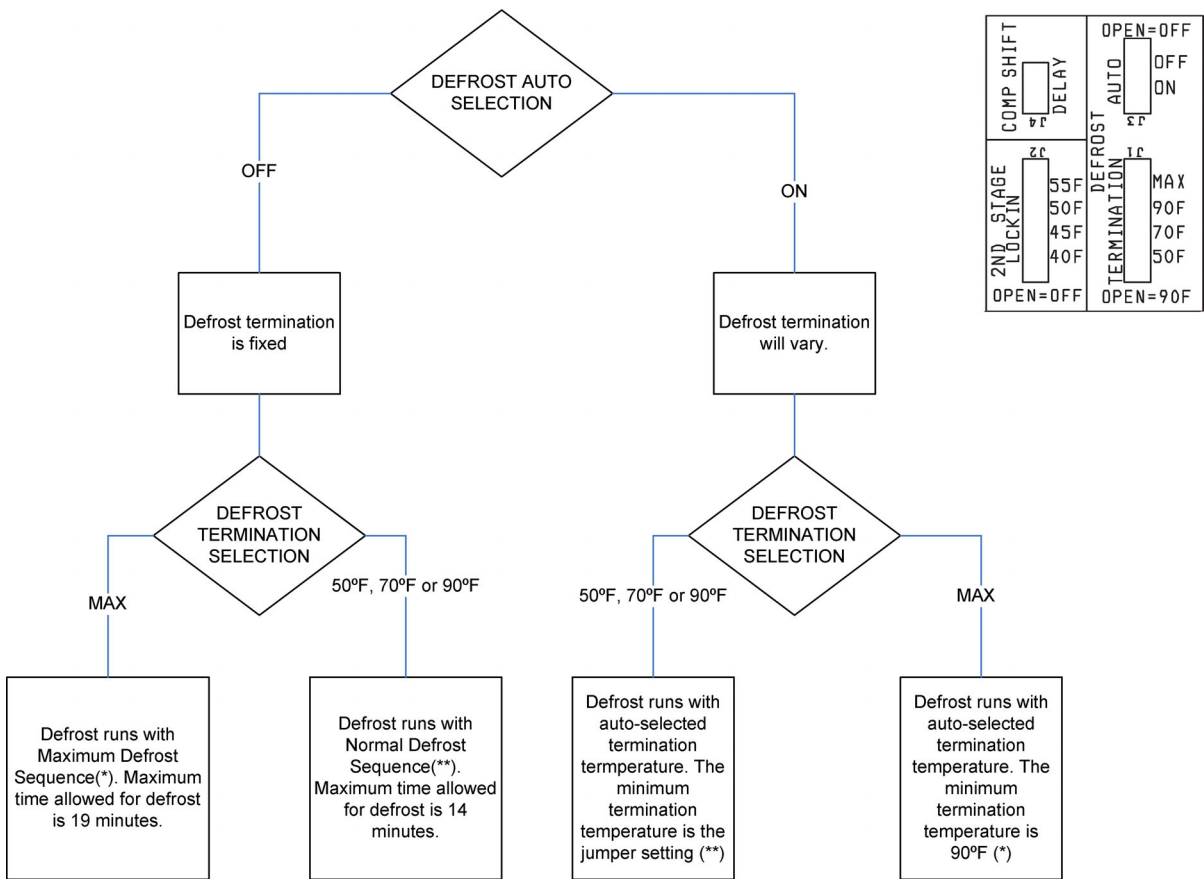 DEFROST AUTO
SELECTION
OFF
ON
Defrost termination
is fixed
Defrost termination
will vary.
DEFROST
TERMINATION
SELECTION
DEFROST
TERMINATION
SELECTION
MAX
50ºF, 70ºF or 90ºF
50ºF, 70ºF or 90ºF
MAX
Defrost runs with
Maximum Defrost
Sequence(*). Maximum
time allowed for defrost
is 19 minutes.
Defrost runs with
Normal Defrost
Sequence(**).
Maximum time allowed
for defrost is 14
minutes.
Defrost runs with
auto-selected
termination
termperature. The
minimum
termination
temperature is the
jumper setting (**)
Defrost runs with
auto-selected
termination
temperature. The
minimum
termination
temperature is
90ºF (*)
COMP SHIFT
DELAY
J4
OPEN=OFF
AUTO
OFF
ON
J3
DEFROST
2ND STAGE
LOCKIN
J2
55F
50F
45F
40F
OPEN=OFF
TERMINATION
J1
MAX
90F
70F
50F
OPEN=90F